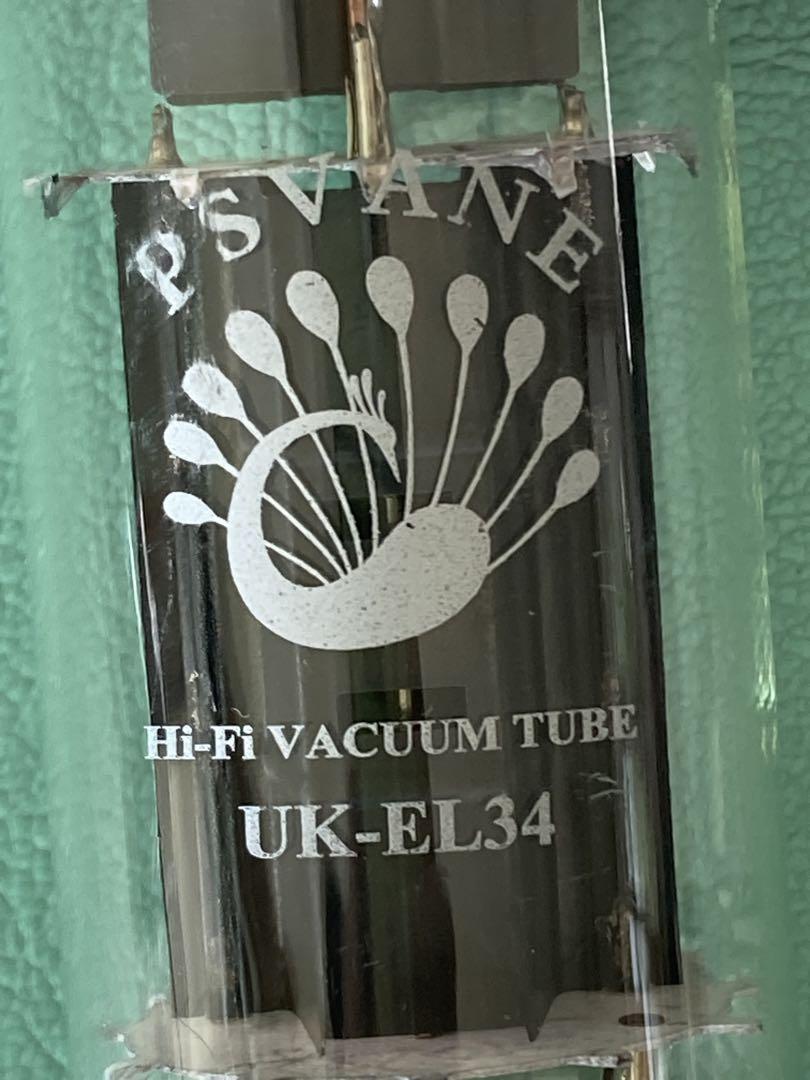 PSVANE
Hi-Fi VACUUM TUBE
UK-EL34